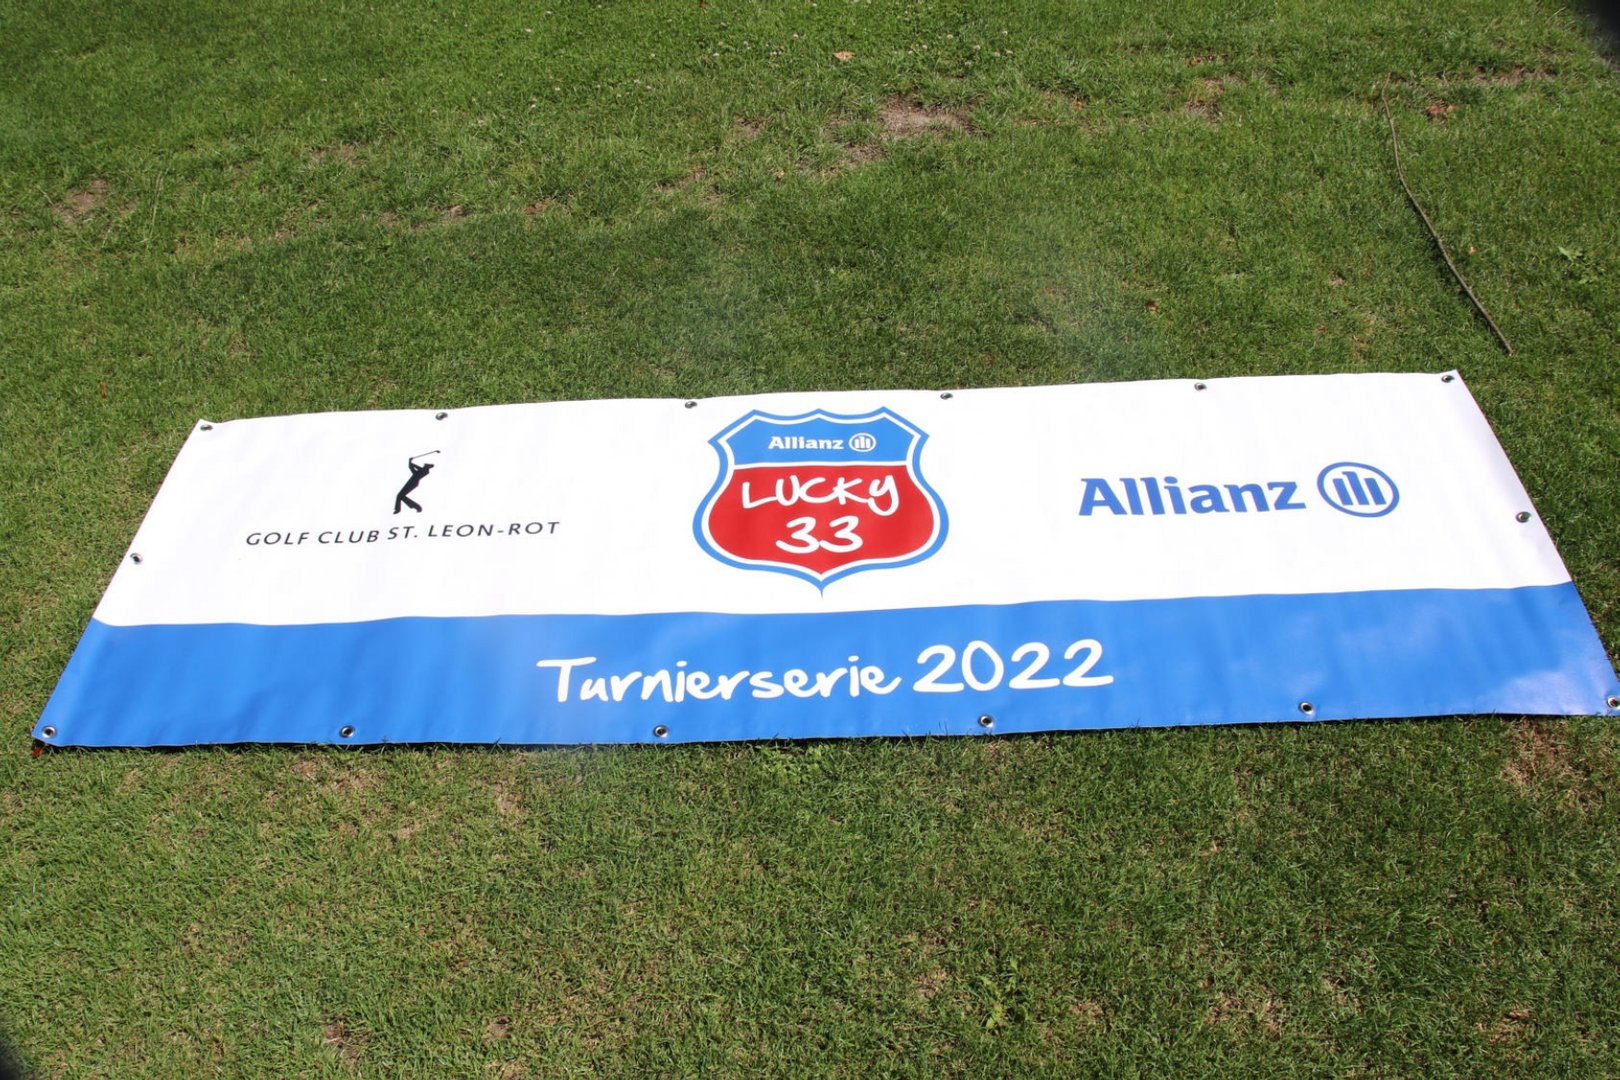 GOLF CLUB ST. LEON-ROT
Allianz
LUCKY
33
Allianz
Turnierserie 2022